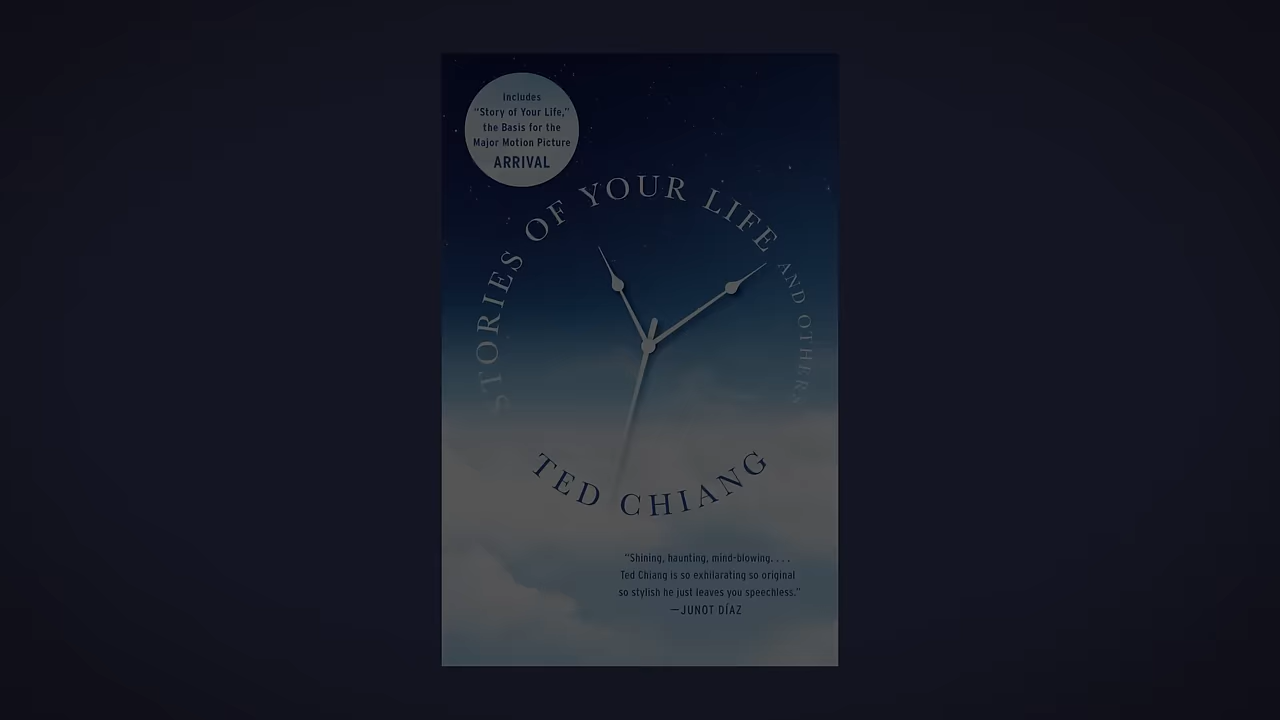 Includes
“Story of Your Life,”
the Basis for the
Major Motion Picture
ARRIVAL
STORIES OF YOUR LIFE AND OTHERS
TED CHIANG
“Shining, haunting, mind-blowing. . . .
Ted Chiang is so exhilarating so original
so stylish he just leaves you speechless.”
—JUNOT DÍAZ